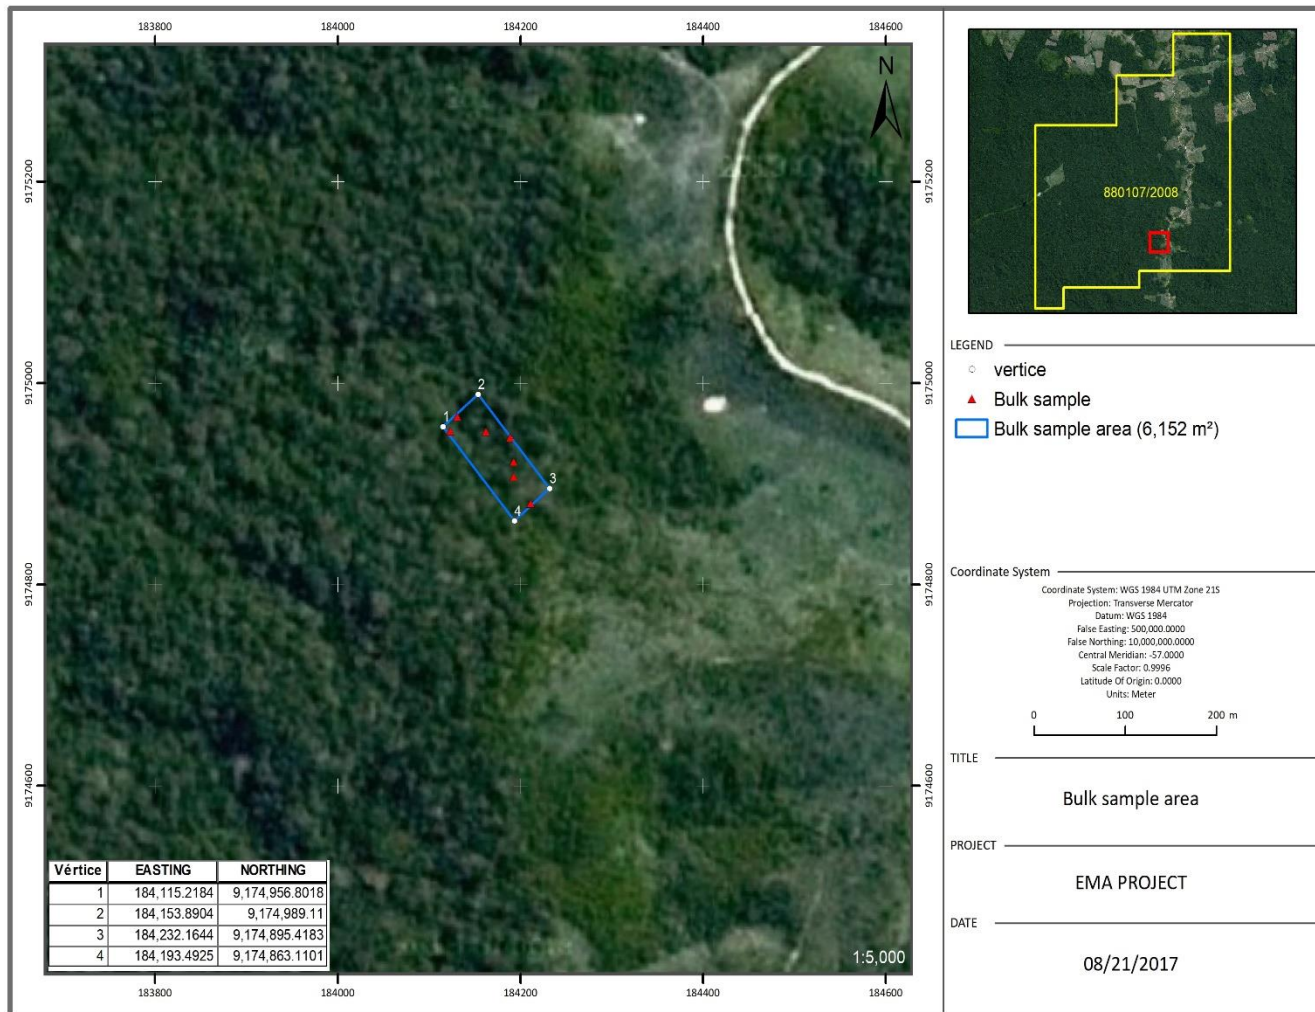 183800 184000 184200 184400 184600
N
9175200 9175200
9175000 9175000
9174800 9174800
9174600 9174600
1
2
3
4
Vértice EASTING NORTHING
1 184,115.2184 9,174,956.8018
2 184,153.8904 9,174,989.11
3 184,232.1644 9,174,895.4183
4 184,193.4925 9,174,863.1101
1:5,000
183800 184000 184200 184400 184600
880107/2008
LEGEND
vertice
Bulk sample
Bulk sample area (6,152 m²)
Coordinate System
Coordinate System: WGS 1984 UTM Zone 21S
Projection: Transverse Mercator
Datum: WGS 1984
False Easting: 500,000.0000
False Northing: 10,000,000.0000
Central Meridian: -57.0000
Scale Factor: 0.9996
Latitude Of Origin: 0.0000
Units: Meter
0 100 200 m
TITLE
Bulk sample area
PROJECT
EMA PROJECT
DATE
08/21/2017